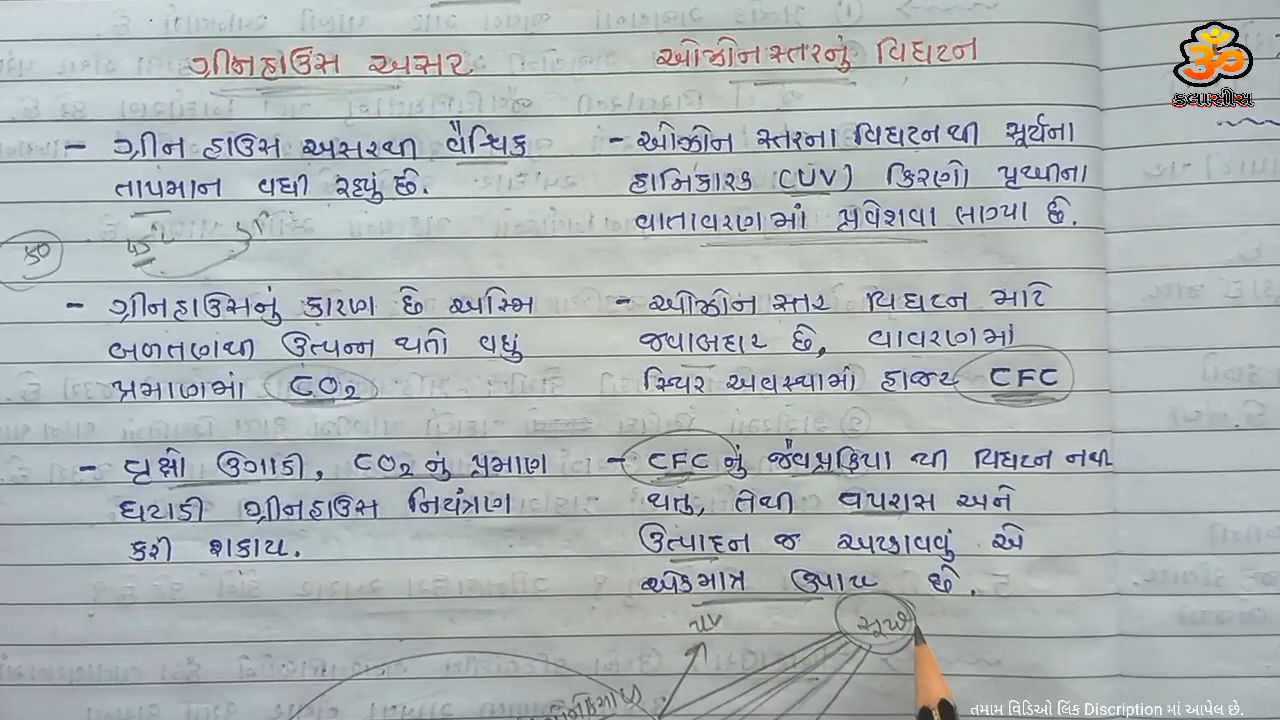 ગ્રીનહાઉસ અસર
ઓઝોન સ્તરનું વિઘટન
- ગ્રીન હાઉસ અસરથી વૈશ્વિક
તાપમાન વધી રહ્યું છે.
- ગ્રીનહાઉસનું કારણ છે અશ્મિ
બળતણથી ઉત્પન્ન થતો વધુ
પ્રમાણમાં CO2
- વૃક્ષો ઉગાડી, CO2 નું પ્રમાણ
ઘટાડી ગ્રીનહાઉસ નિયંત્રણ
કરી શકાય.
- ઓઝોન સ્તરના વિઘટનથી સૂર્યના
હાનિકારક (UV) કિરણો પૃથ્વીના
વાતાવરણમાં પ્રવેશવા લાગ્યા છે.
- ઓઝોન સ્તર વિઘટન માટે
જવાબદાર છે, વાવરણમાં
સ્થિર અવસ્થામાં હાજર CFC
- CFC નું જૈવપ્રક્રિયા થી વિઘટન નથી
થતુ, તેથી વપરાસ અને
ઉત્પાદન જ અટકાવવું એ
એકમાત્ર ઉપાય છે.
UV
ૐ
કલાસીસ
તમામ વિડિઓ લિંક Discription માં આપેલ છે.